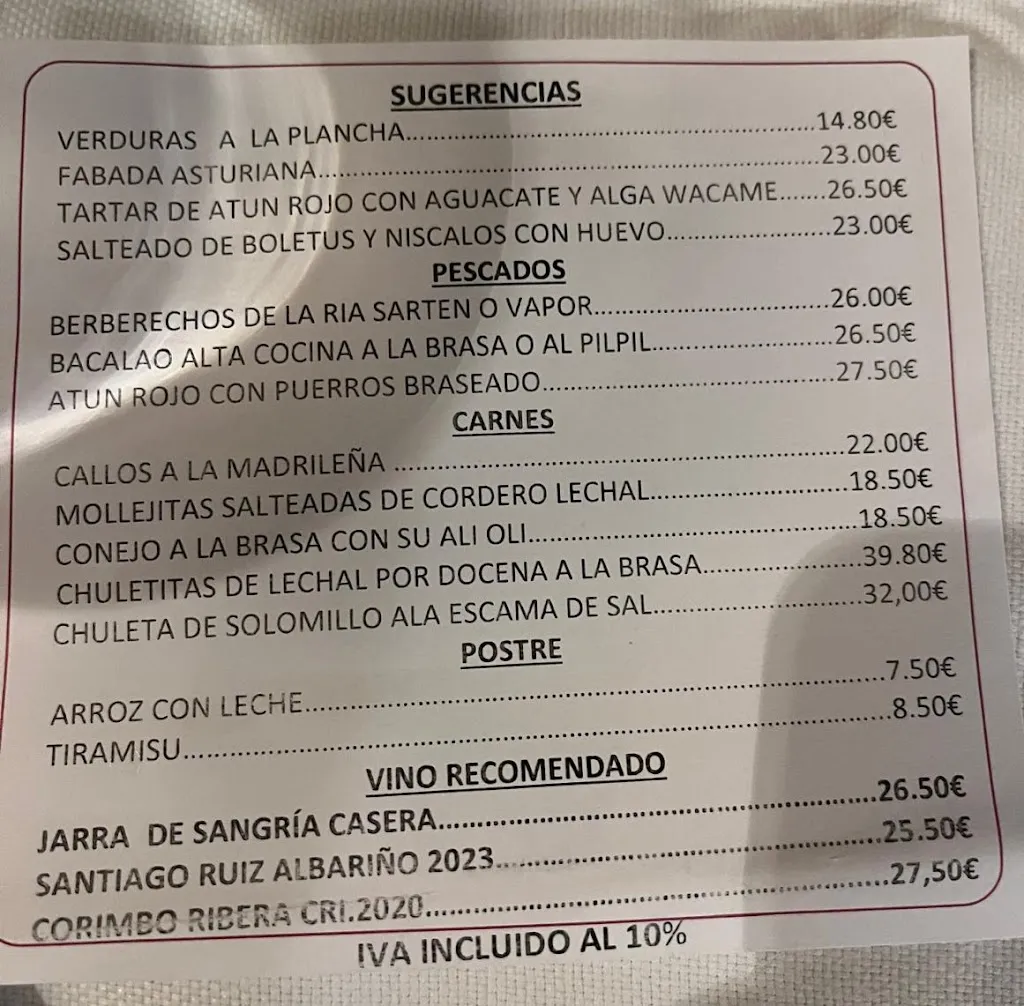 SUGERENCIAS
VERDURAS A LA PLANCHA..........14.80€
FABADA ASTURIANA..........23.00€
TARTAR DE ATUN ROJO CON AGUACATE Y ALGA WACAME.......26.50€
SALTEADO DE BOLETUS Y NISCALOS CON HUEVO..........23.00€
PESCADOS
BERBERECHOS DE LA RIA SARTEN O VAPOR..........26.00€
BACALAO ALTA COCINA A LA BRASA O AL PILPIL..........26.50€
ATUN ROJO CON PUERROS BRASEADO..........27.50€
CARNES
CALLOS A LA MADRILEÑA ..........22.00€
MOLLEJITAS SALTEADAS DE CORDERO LECHAL..........18.50€
CONEJO A LA BRASA CON SU ALI OLI..........18.50€
CHULETITAS DE LECHAL POR DOCENA A LA BRASA..........39.80€
CHULETA DE SOLOMILLO ALA ESCAMA DE SAL..........32,00€
POSTRE
ARROZ CON LECHE..........7.50€
TIRAMISU..........8.50€
VINO RECOMENDADO
JARRA DE SANGRÍA CASERA..........26.50€
SANTIAGO RUIZ ALBARIÑO 2023..........25.50€
CORIMBO RIBERA CRI.2020..........27,50€
IVA INCLUIDO AL 10%